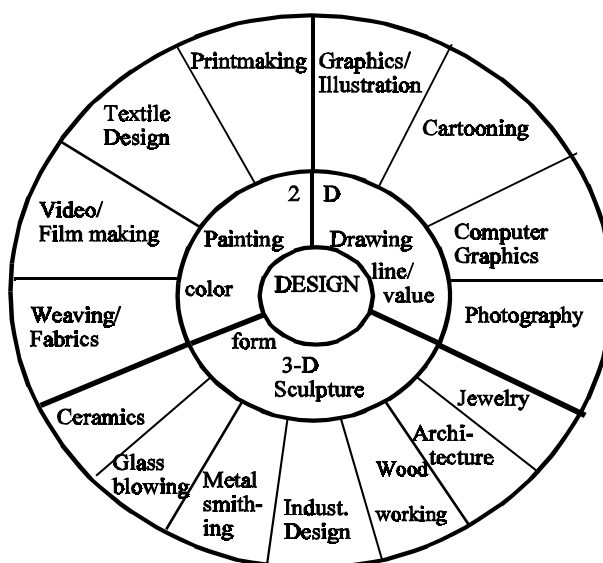 Printmaking
Graphics/
Illustration
Textile
Design
Cartooning
Video/
Film making
2 D
Painting
Drawing
Computer
Graphics
color
DESIGN
line/
value
Weaving/
Fabrics
Photography
form
3-D
Sculpture
Ceramics
Jewelry
Glass
blowing
Metal
smith-
ing
Indust.
Design
Wood
working
Archi-
tecture